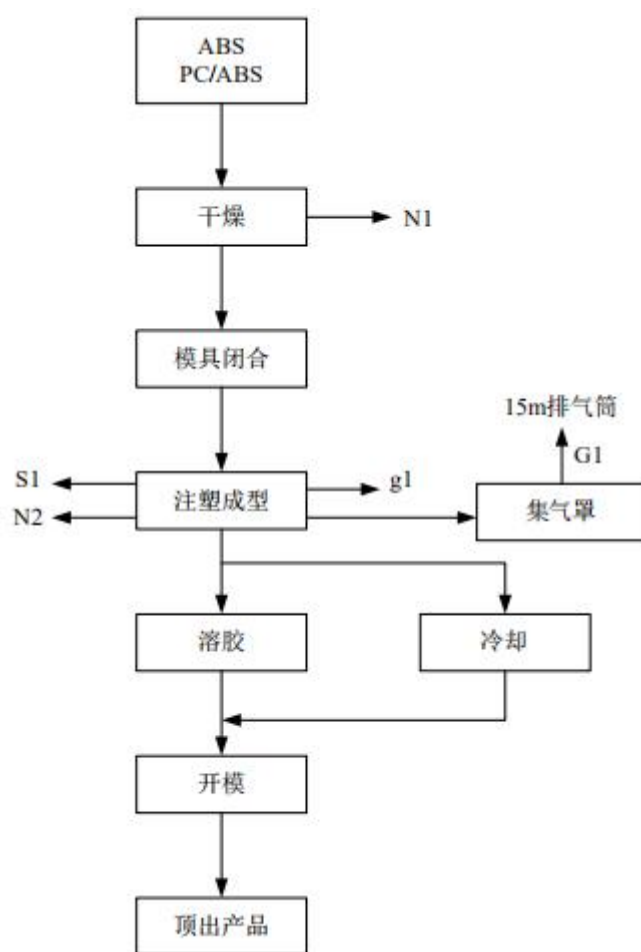 ABS
PC/ABS
干燥
N1
模具闭合
15m排气筒
G1
S1
N2
注塑成型
g1
集气罩
溶胶
冷却
开模
顶出产品